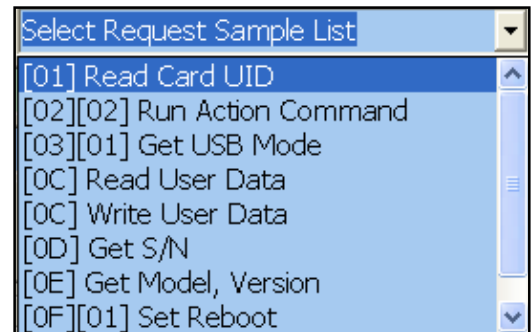 Select Request Sample List
[01] Read Card UID
[02][02] Run Action Command
[03][01] Get USB Mode
[0C] Read User Data
[0C] Write User Data
[0D] Get S/N
[0E] Get Model, Version
[0F][01] Set Reboot